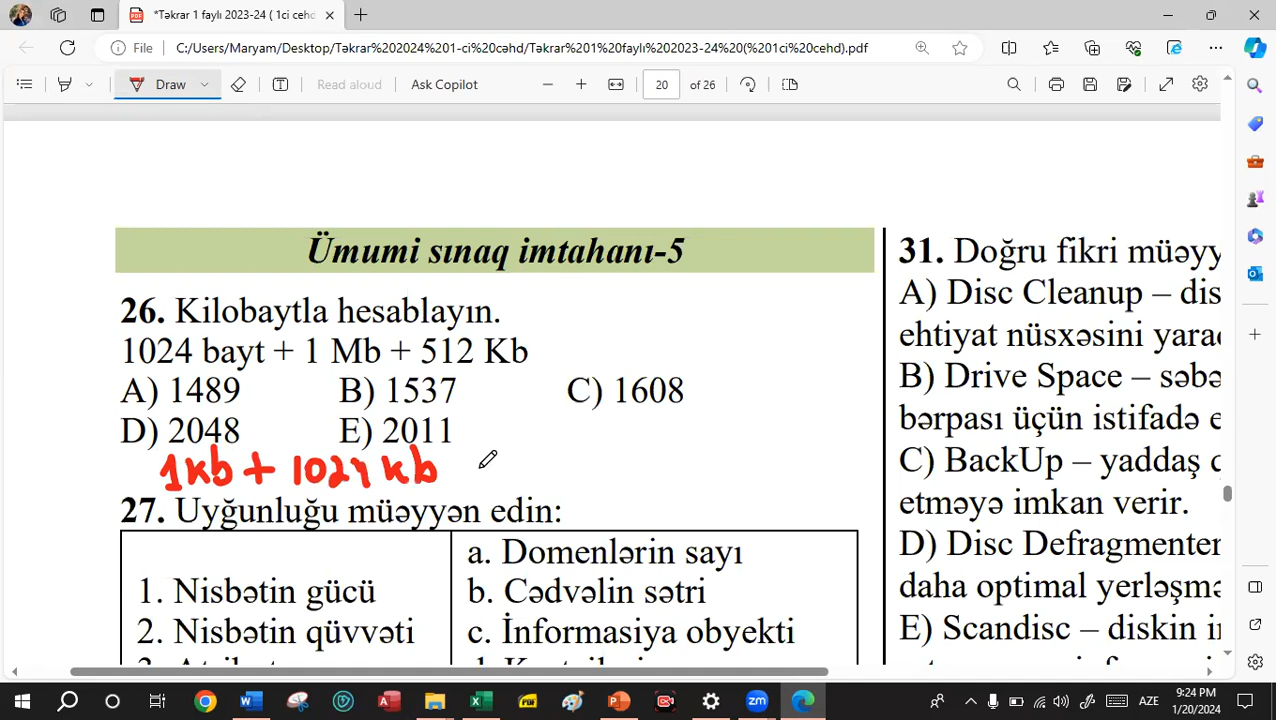 *Təkrar 1 faylı 2023-24 ( 1ci cehd
File
C:/Users/Maryam/Desktop/Təkrar%202024%201-ci%20cəhd/Təkrar%201%20faylı%202023-24%20(%201ci%20cehd).pdf
Draw
Read aloud
Ask Copilot
20 of 26
Ümumi sınaq imtahanı-5
26. Kilobaytla hesablayın.
1024 bayt + 1 Mb + 512 Kb
A) 1489 B) 1537 C) 1608
D) 2048 E) 2011
1kb + 1024 kb
27. Uyğunluğu müəyyən edin:
1. Nisbətin gücü
2. Nisbətin qüvvəti
a. Domenlərin sayı
b. Cədvəlin sətri
c. İnformasiya obyekti
31. Doğru fikri müəyy
A) Disc Cleanup – dis
ehtiyat nüsxəsini yarad
B) Drive Space – səbə
bərpası üçün istifadə e
C) BackUp – yaddaş d
etməyə imkan verir.
D) Disc Defragmenter
daha optimal yerləşmə
E) Scandisc – diskin i
AZE
9:24 PM
1/20/2024